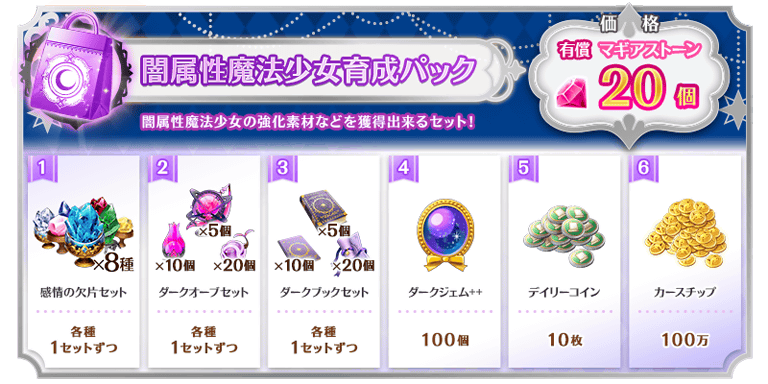 闇属性魔法少女育成パック
闇属性魔法少女の強化素材などを獲得出来るセット!
価格
有償 マギアストーン
20個
1
×8種
感情の欠片セット
各種
1セットずつ
2
×5個
×10個 ×20個
ダークオーブセット
各種
1セットずつ
3
×5個
×10個 ×20個
ダークブックセット
各種
1セットずつ
4
ダークジェム++
100個
5
デイリーコイン
10枚
6
カースチップ
100万